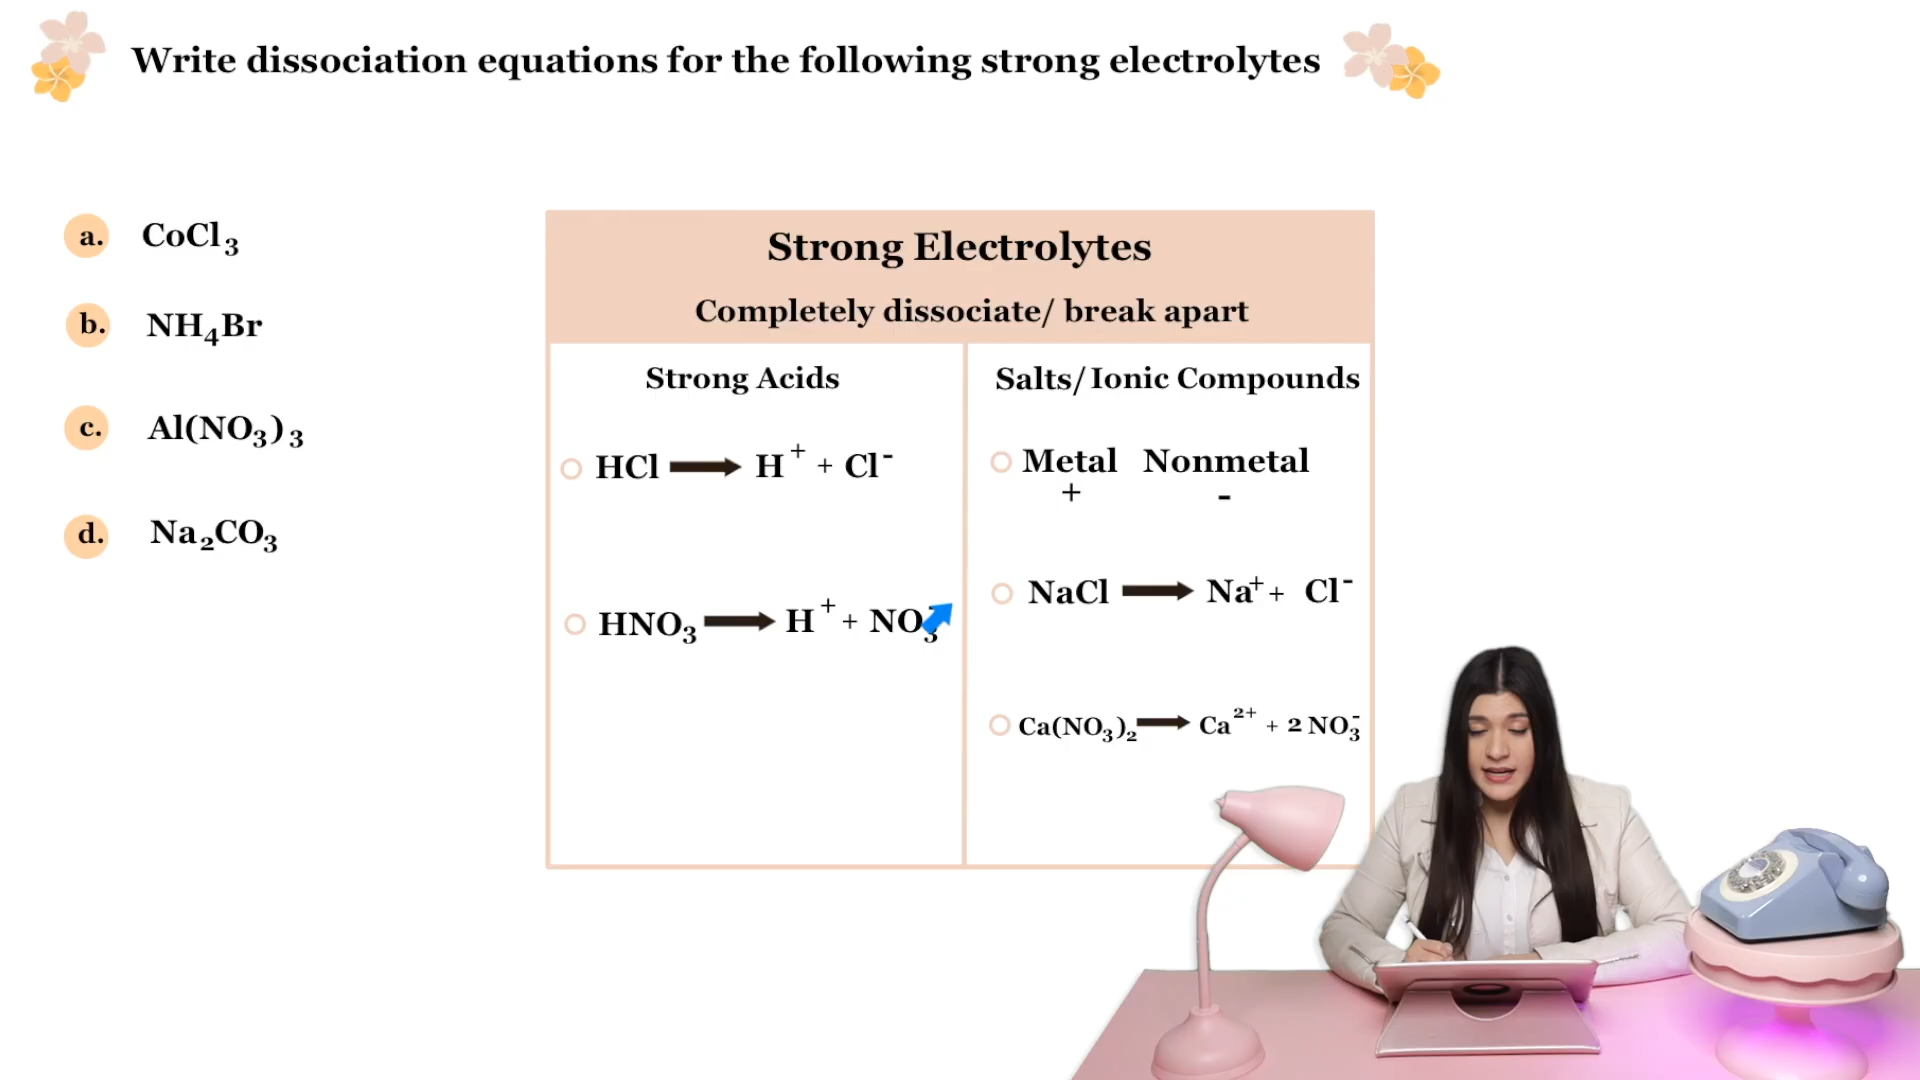 Write dissociation equations for the following strong electrolytes
a. CoCl₃
b. NH₄Br
c. Al(NO₃)₃
d. Na₂CO₃
Strong Electrolytes
Completely dissociate/ break apart
Strong Acids
HCl → H⁺ + Cl⁻
HNO₃ → H⁺ + NO₃⁻
Salts/Ionic Compounds
Metal Nonmetal
+ -
NaCl → Na⁺ + Cl⁻
Ca(NO₃)₂ → Ca²⁺ + 2 NO₃⁻